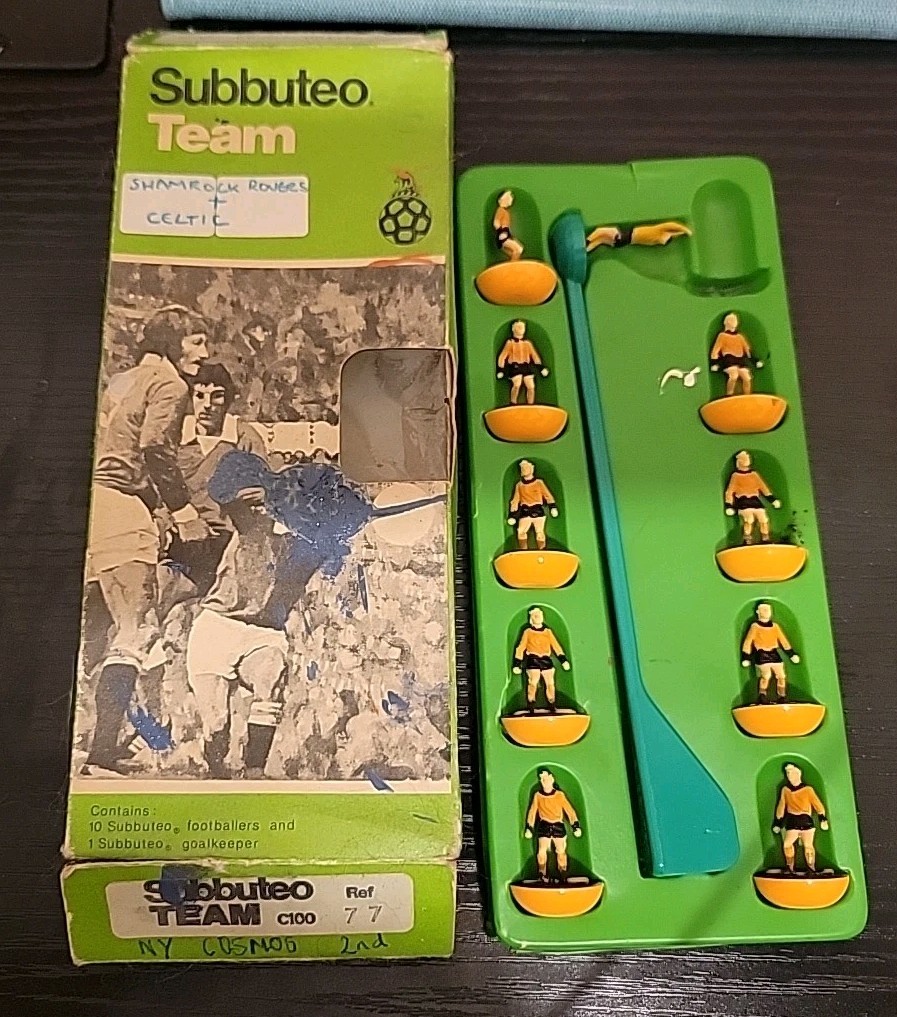 Subbuteo
Team
SHAMROCK ROVERS
+
CELTIC
Contains:
10 Subbuteo® footballers and
1 Subbuteo® goalkeeper
Subbuteo Ref
TEAM C100 77
NY COSMOS 2nd